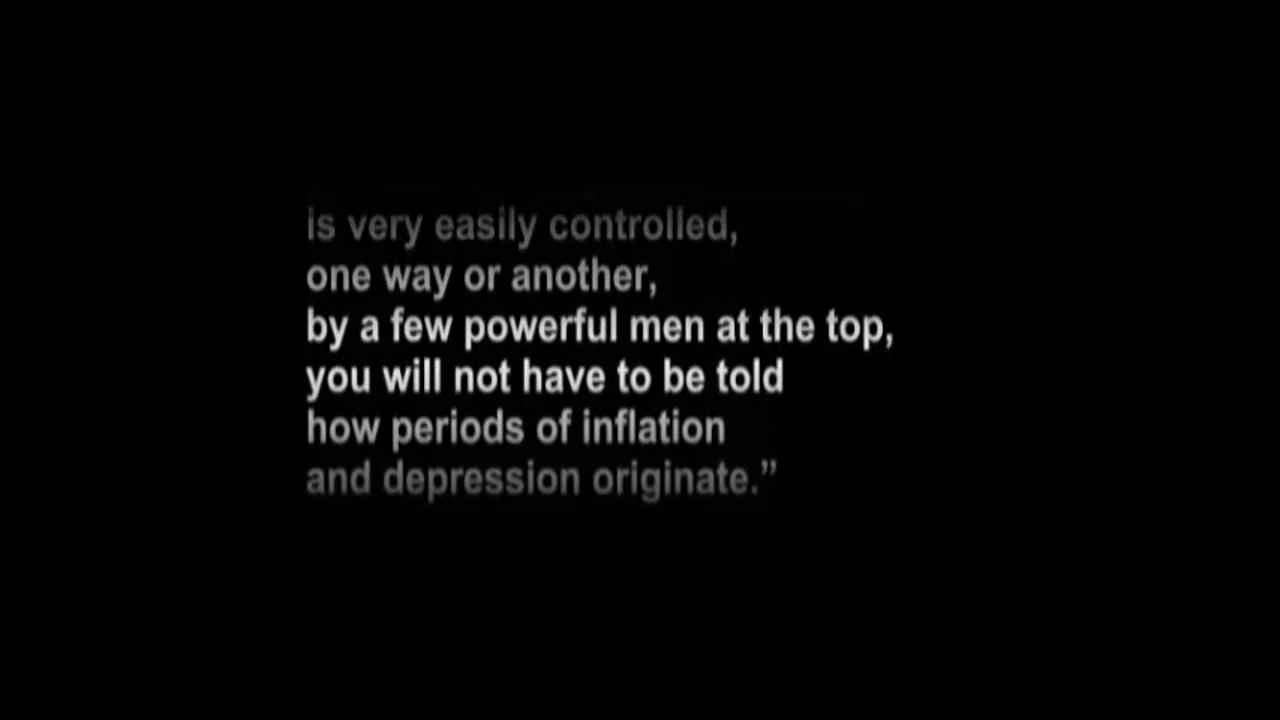 is very easily controlled,
one way or another,
by a few powerful men at the top,
you will not have to be told
how periods of inflation
and depression originate.”